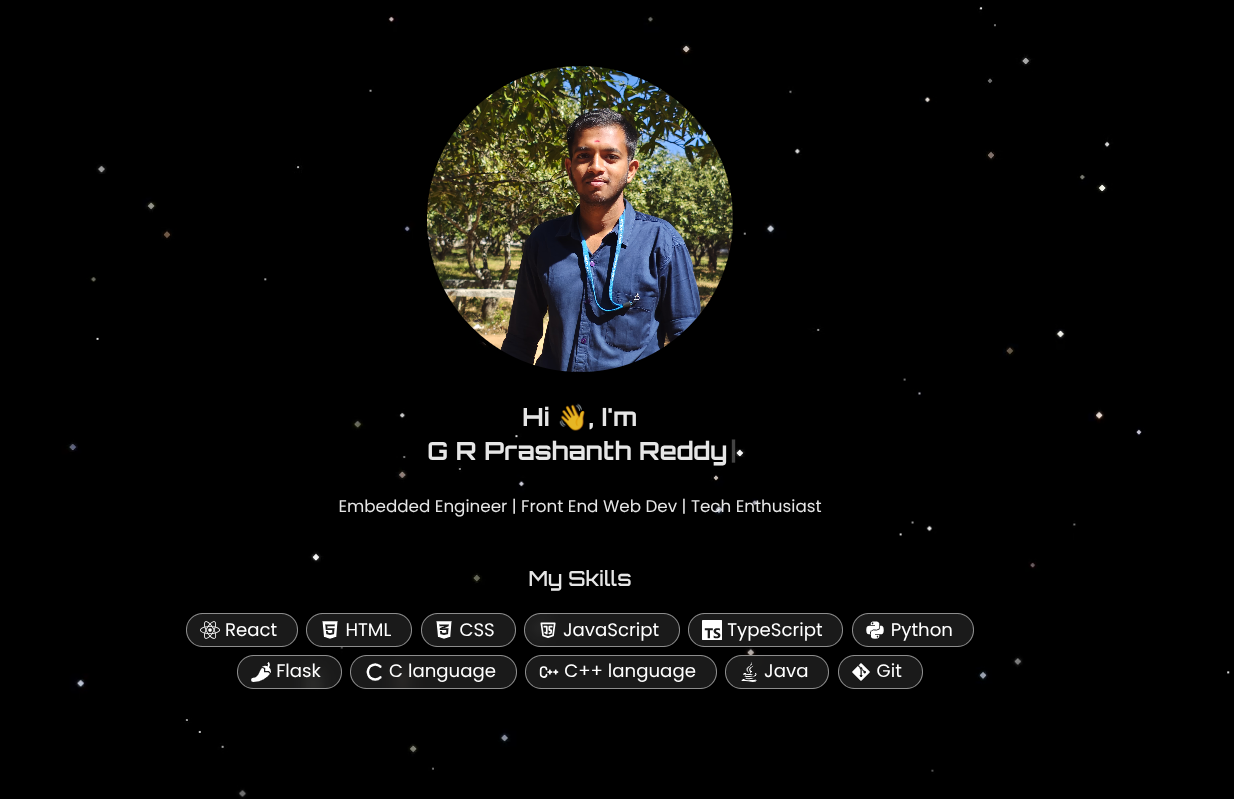 Hi 👋, I'm
G R Prashanth Reddy
Embedded Engineer | Front End Web Dev | Tech Enthusiast
My Skills
React HTML CSS JavaScript TS TypeScript Python
Flask C language C++ C++ language Java Git